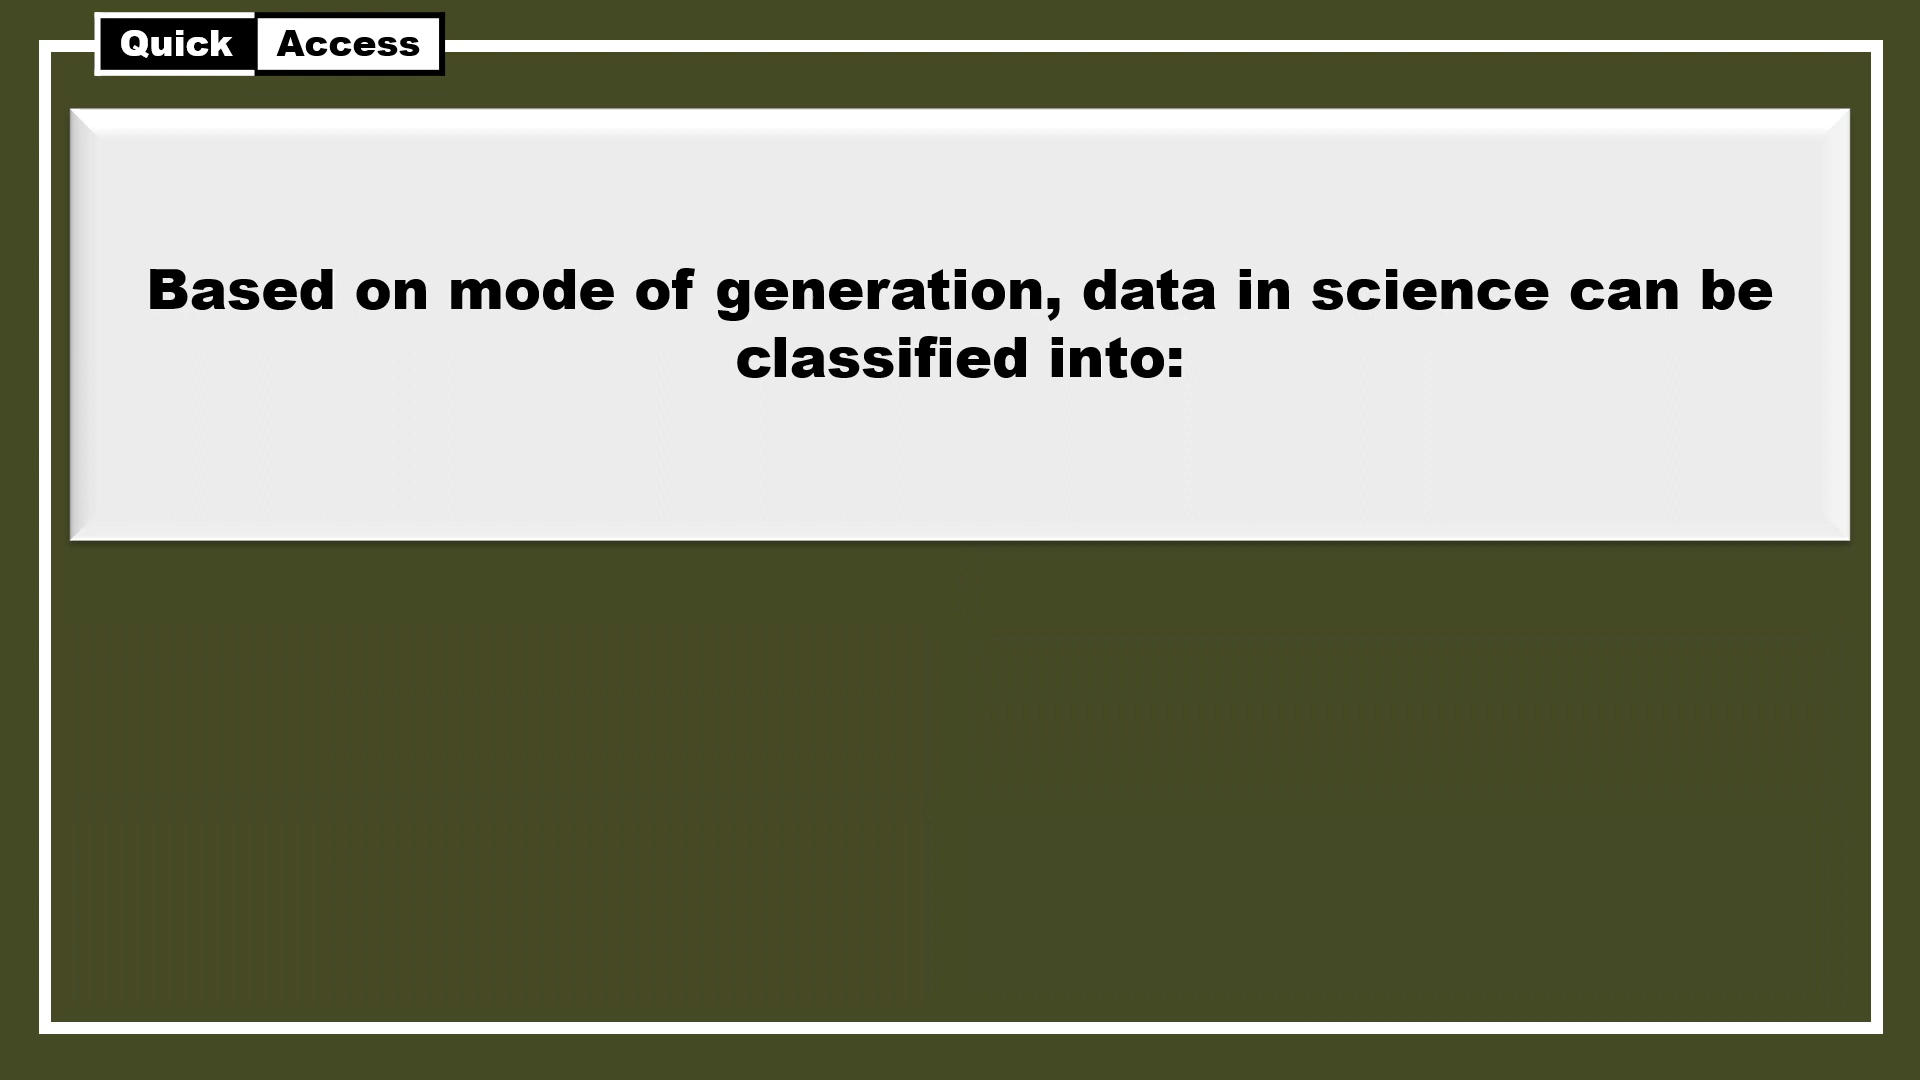 Quick Access
Based on mode of generation, data in science can be
classified into: